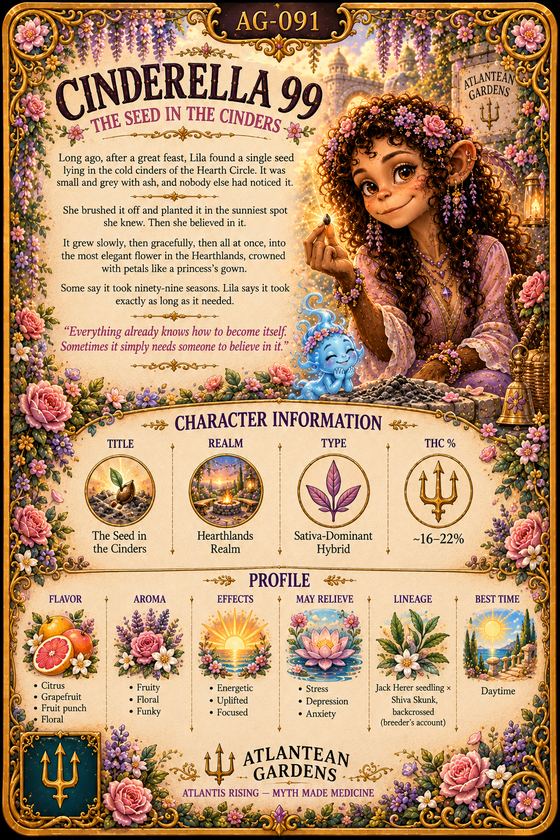 AG-091
CINDERELLA 99
THE SEED IN THE CINDERS
ATLANTEAN
GARDENS
Long ago, after a great feast, Lila found a single seed
lying in the cold cinders of the Hearth Circle. It was
small and grey with ash, and nobody else had noticed it.
She brushed it off and planted it in the sunniest spot
she knew. Then she believed in it.
It grew slowly, then gracefully, then all at once, into
the most elegant flower in the Hearthlands, crowned
with petals like a princess's gown.
Some say it took ninety-nine seasons. Lila says it took
exactly as long as it needed.
"Everything already knows how to become itself.
Sometimes it simply needs someone to believe in it."
CHARACTER INFORMATION
TITLE
The Seed in
the Cinders
REALM
Hearthlands
Realm
TYPE
Sativa-Dominant
Hybrid
THC %
~16–22%
PROFILE
FLAVOR
• Citrus
• Grapefruit
• Fruit punch
• Floral
AROMA
• Fruity
• Floral
• Funky
EFFECTS
• Energetic
• Uplifted
• Focused
MAY RELIEVE
• Stress
• Depression
• Anxiety
LINEAGE
Jack Herer seedling ×
Shiva Skunk,
backcrossed
(breeder's account)
BEST TIME
Daytime
ATLANTEAN
GARDENS
ATLANTIS RISING — MYTH MADE MEDICINE